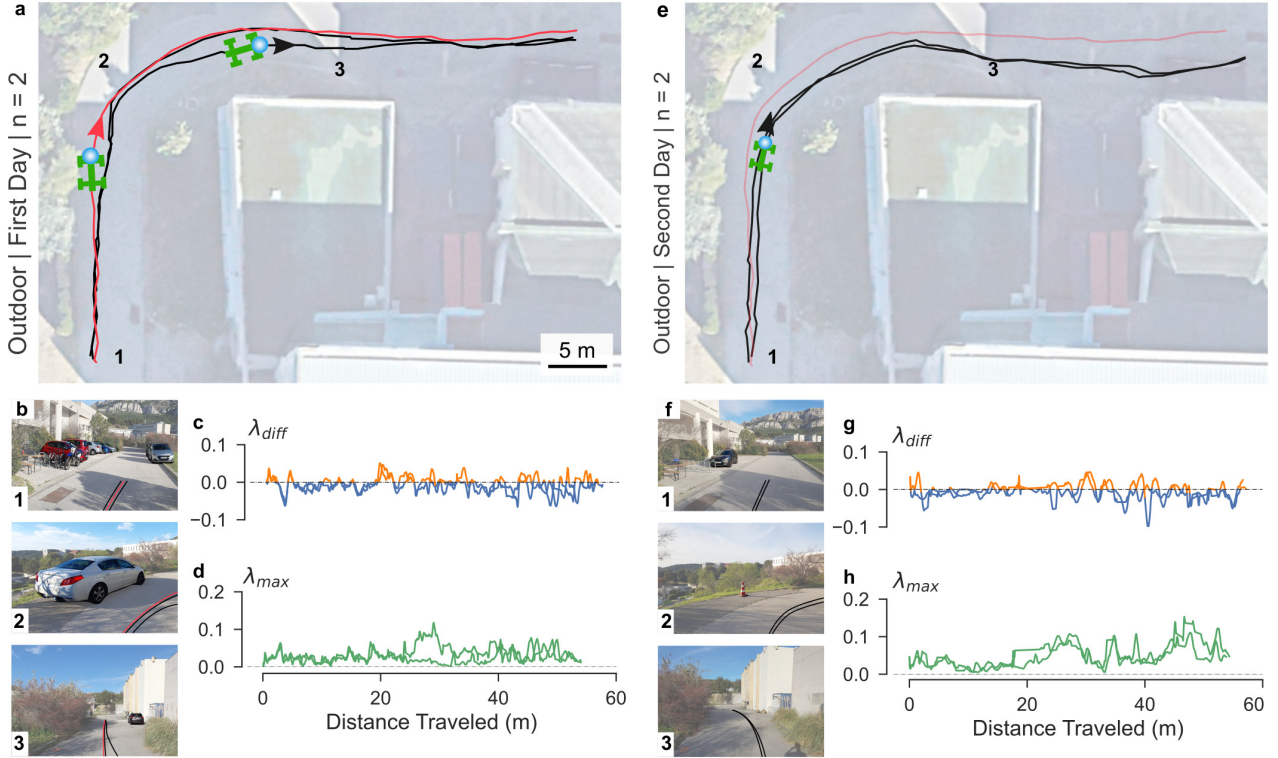 a
Outdoor | First Day | n = 2
2
3
1
5 m
e
Outdoor | Second Day | n = 2
2
3
1
b
1
2
3
c
λdiff
0.1
0.0
−0.1
d
λmax
0.2
0.1
0.0
0 20 40 60
Distance Traveled (m)
f
1
2
3
g
λdiff
0.1
0.0
−0.1
h
λmax
0.2
0.1
0.0
0 20 40 60
Distance Traveled (m)